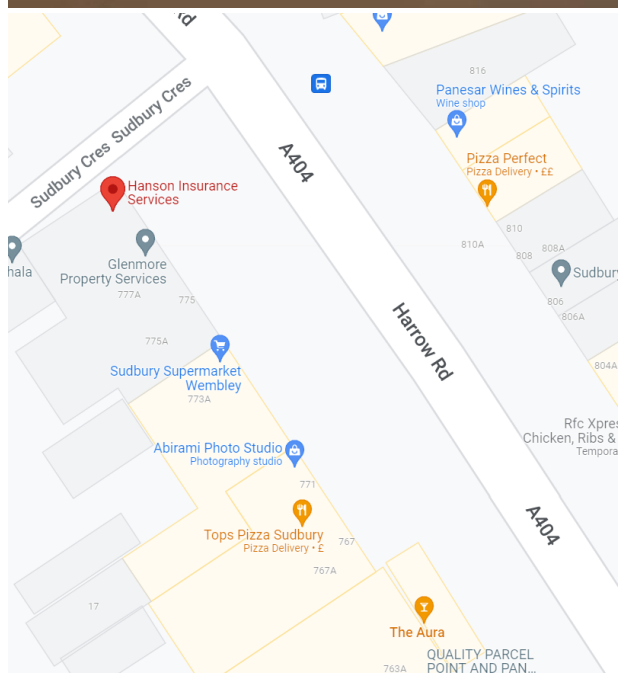 Rd
816
Panesar Wines & Spirits
Wine shop
Sudbury Cres
Sudbury Cres
A404
Pizza Perfect
Pizza Delivery • ££
Hanson Insurance
Services
810
810A
808A
808
hala
Glenmore
Property Services
Sudbury
777A
775
806
806A
Harrow Rd
775A
Sudbury Supermarket
Wembley
773A
804A
Rfc Xpres
Chicken, Ribs &
Tempora
Abirami Photo Studio
Photography studio
771
A404
Tops Pizza Sudbury
Pizza Delivery • £
767
767A
17
The Aura
QUALITY PARCEL
POINT AND PAN...
763A